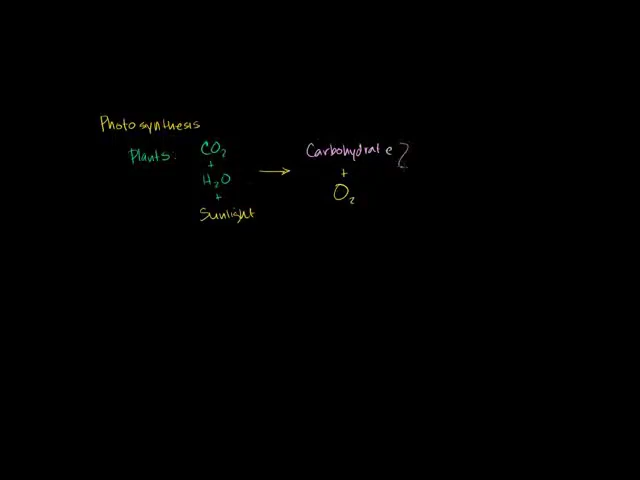 Photosynthesis
Plants: CO2 Carbohydrate
+ +
H2O → O2
+
Sunlight